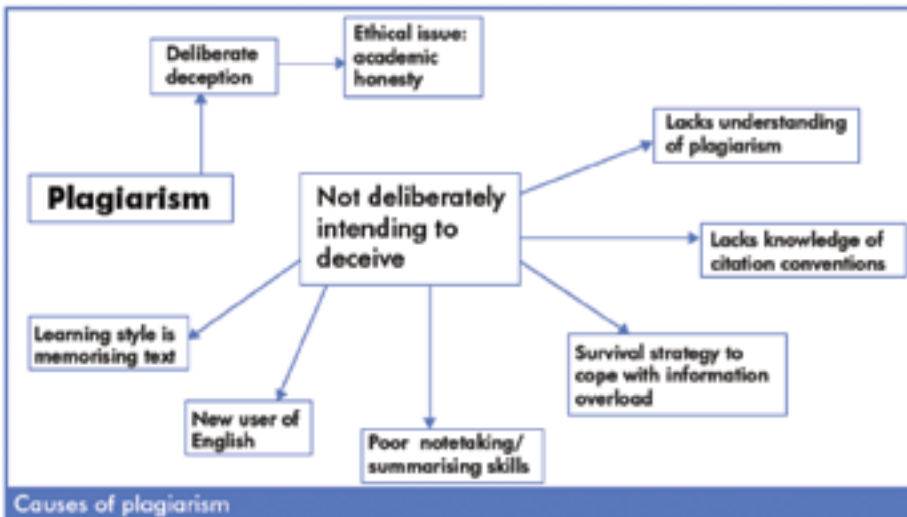 Deliberate
deception
Ethical issue:
academic
honesty
Plagiarism
Not deliberately
intending to
deceive
Lacks understanding
of plagiarism
Lacks knowledge of
citation conventions
Survival strategy to
cope with information
overload
Poor notetaking/
summarising skills
New user of
English
Learning style is
memorising text
Causes of plagiarism